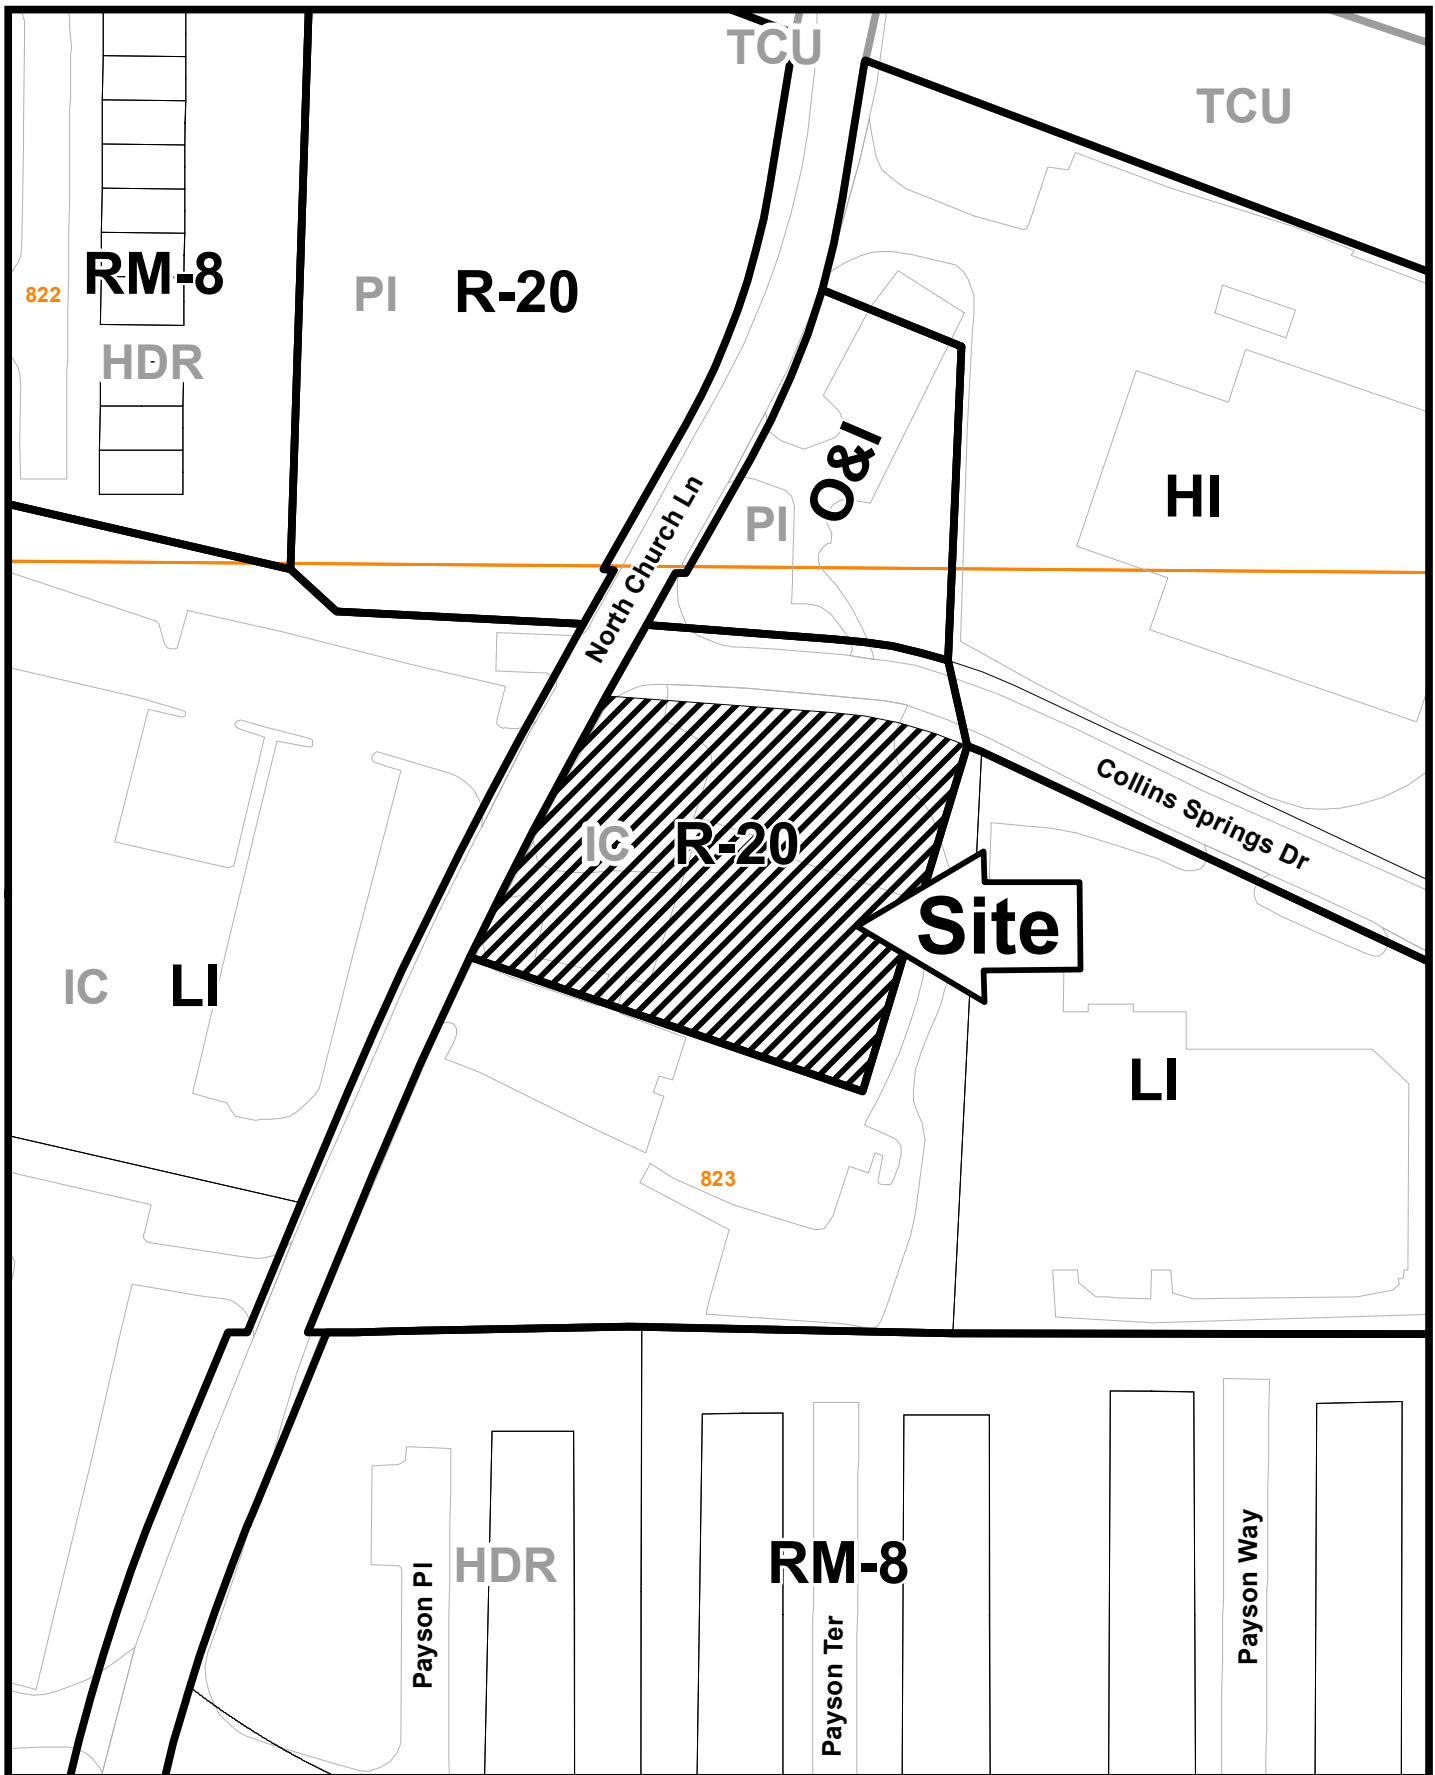 TCU
TCU
RM-8
822
PI
R-20
HDR
O&I
HI
PI
North Church Ln
Collins Springs Dr
IC
R-20
Site
IC
LI
LI
823
HDR
RM-8
Payson Pl
Payson Ter
Payson Way